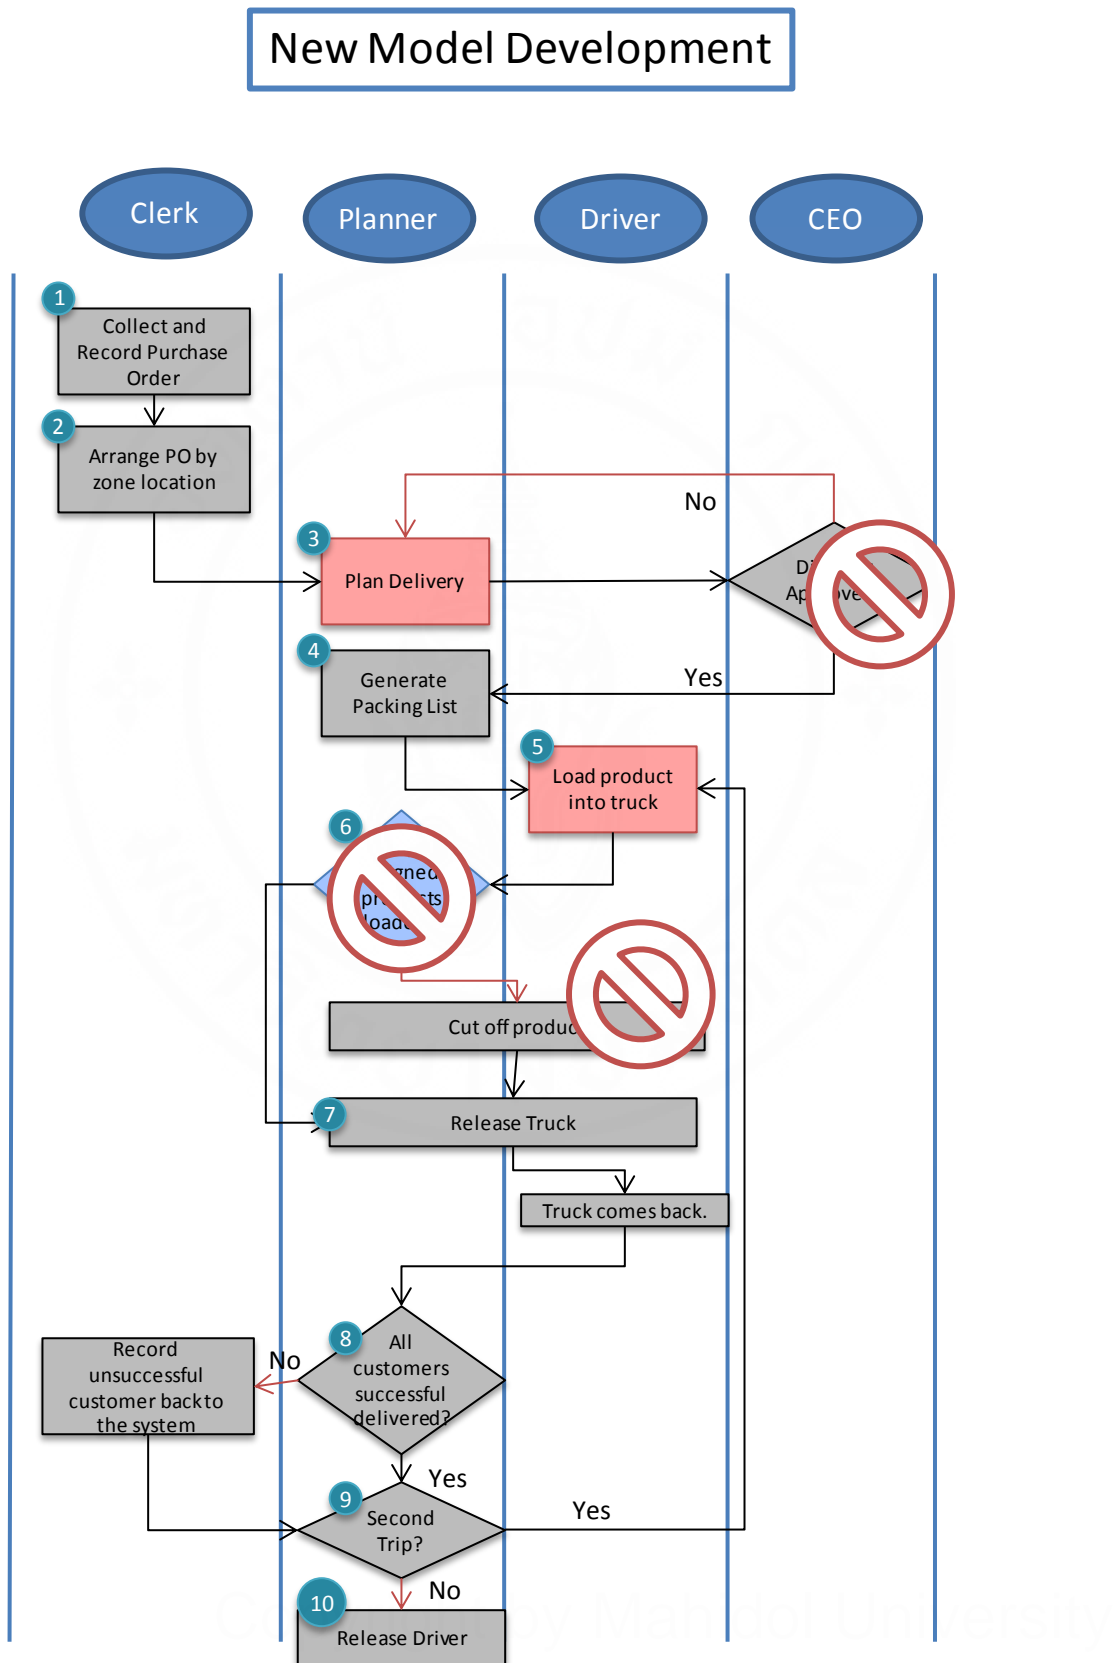 New Model Development
Clerk
Planner
Driver
CEO
1
Collect and
Record Purchase
Order
2
Arrange PO by
zone location
No
3
Plan Delivery
4
Generate
Packing List
Yes
5
Load product
into truck
6
Cut off
7
Release Truck
Truck comes back.
8
All
customers
successful
delivered?
No
Record
unsuccessful
customer back to
the system
Yes
9
Second
Trip?
Yes
No
10
Release Driver
by Mahidol University